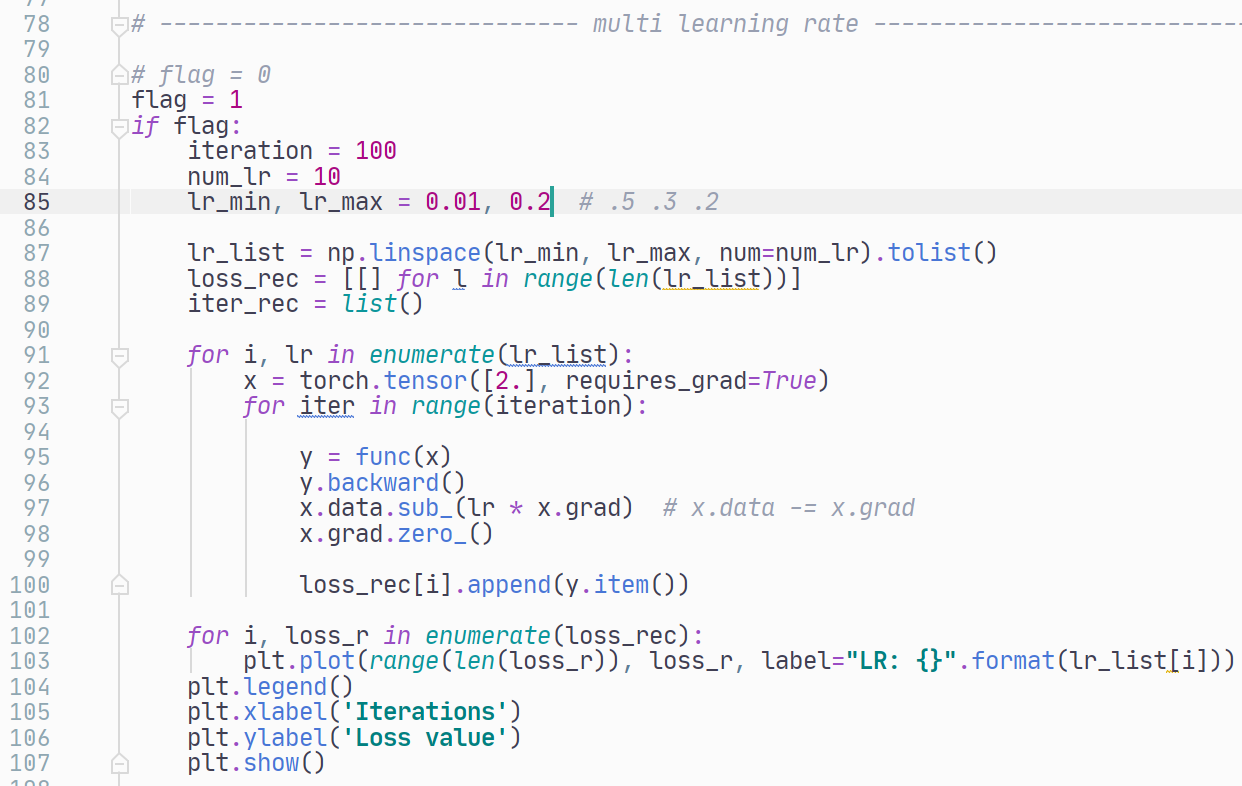 78 # ------------------------------ multi learning rate --------------------------
79
80 # flag = 0
81 flag = 1
82 if flag:
83     iteration = 100
84     num_lr = 10
85     lr_min, lr_max = 0.01, 0.2  # .5 .3 .2
86
87     lr_list = np.linspace(lr_min, lr_max, num=num_lr).tolist()
88     loss_rec = [[] for l in range(len(lr_list))]
89     iter_rec = list()
90
91     for i, lr in enumerate(lr_list):
92         x = torch.tensor([2.], requires_grad=True)
93         for iter in range(iteration):
94
95             y = func(x)
96             y.backward()
97             x.data.sub_(lr * x.grad)  # x.data -= x.grad
98             x.grad.zero_()
99
100             loss_rec[i].append(y.item())
101
102     for i, loss_r in enumerate(loss_rec):
103         plt.plot(range(len(loss_r)), loss_r, label="LR: {}".format(lr_list[i]))
104     plt.legend()
105     plt.xlabel('Iterations')
106     plt.ylabel('Loss value')
107     plt.show()